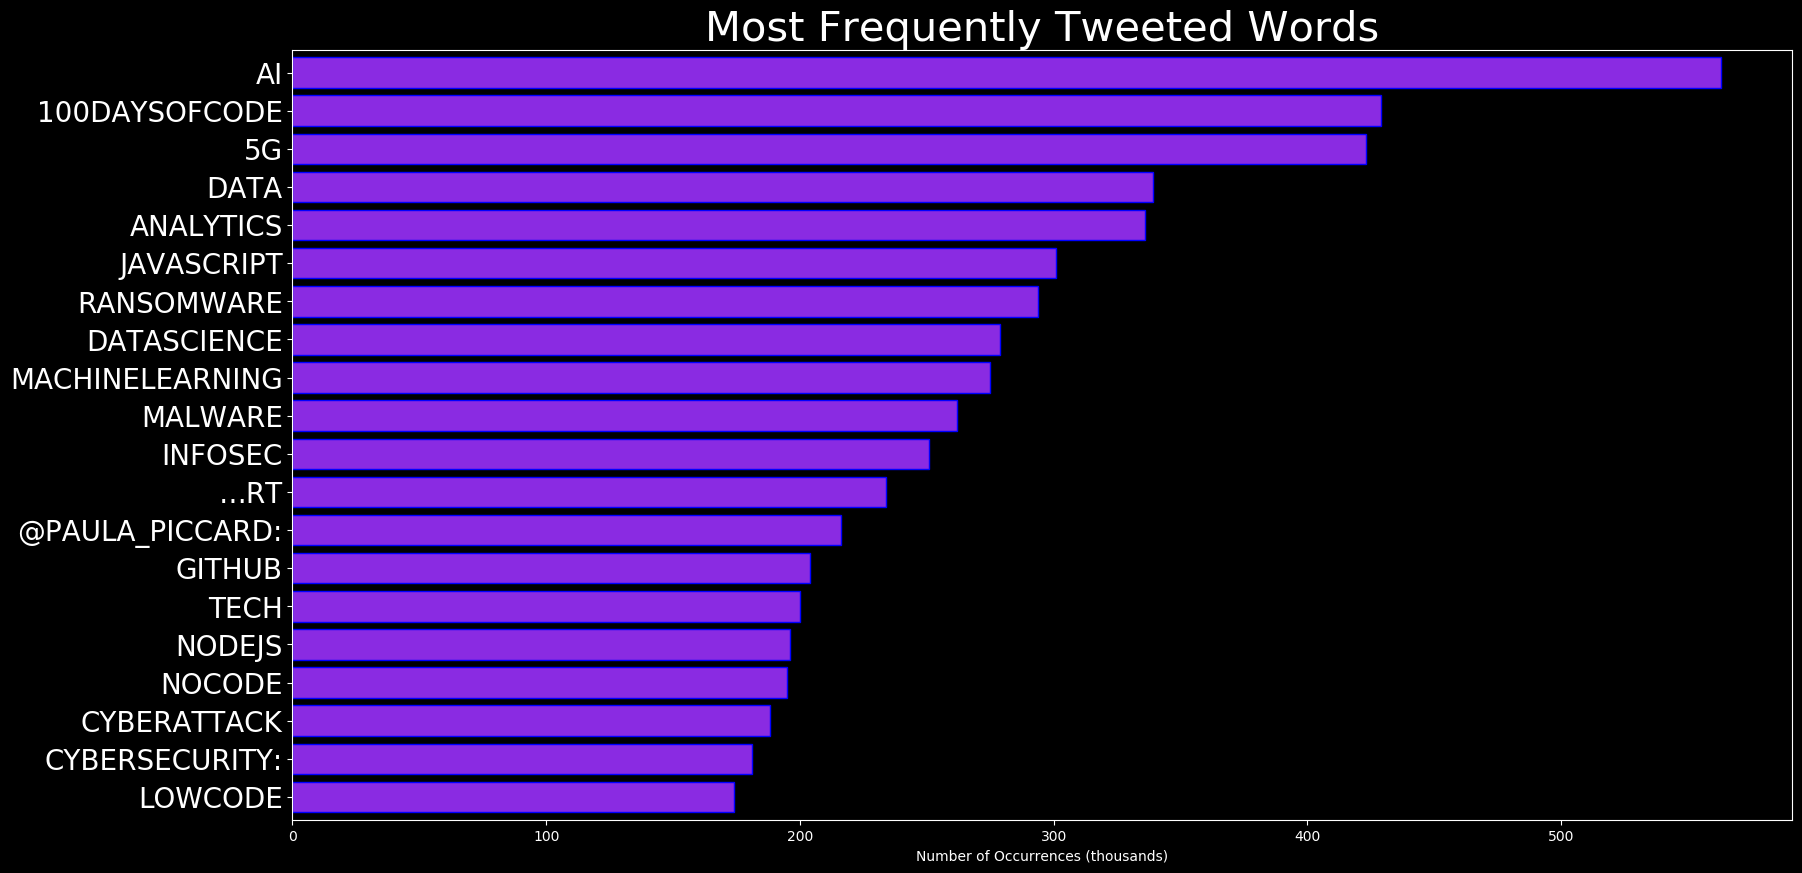 Most Frequently Tweeted Words
AI
100DAYSOFCODE
5G
DATA
ANALYTICS
JAVASCRIPT
RANSOMWARE
DATASCIENCE
MACHINELEARNING
MALWARE
INFOSEC
…RT
@PAULA_PICCARD:
GITHUB
TECH
NODEJS
NOCODE
CYBERATTACK
CYBERSECURITY:
LOWCODE
0 100 200 300 400 500
Number of Occurrences (thousands)